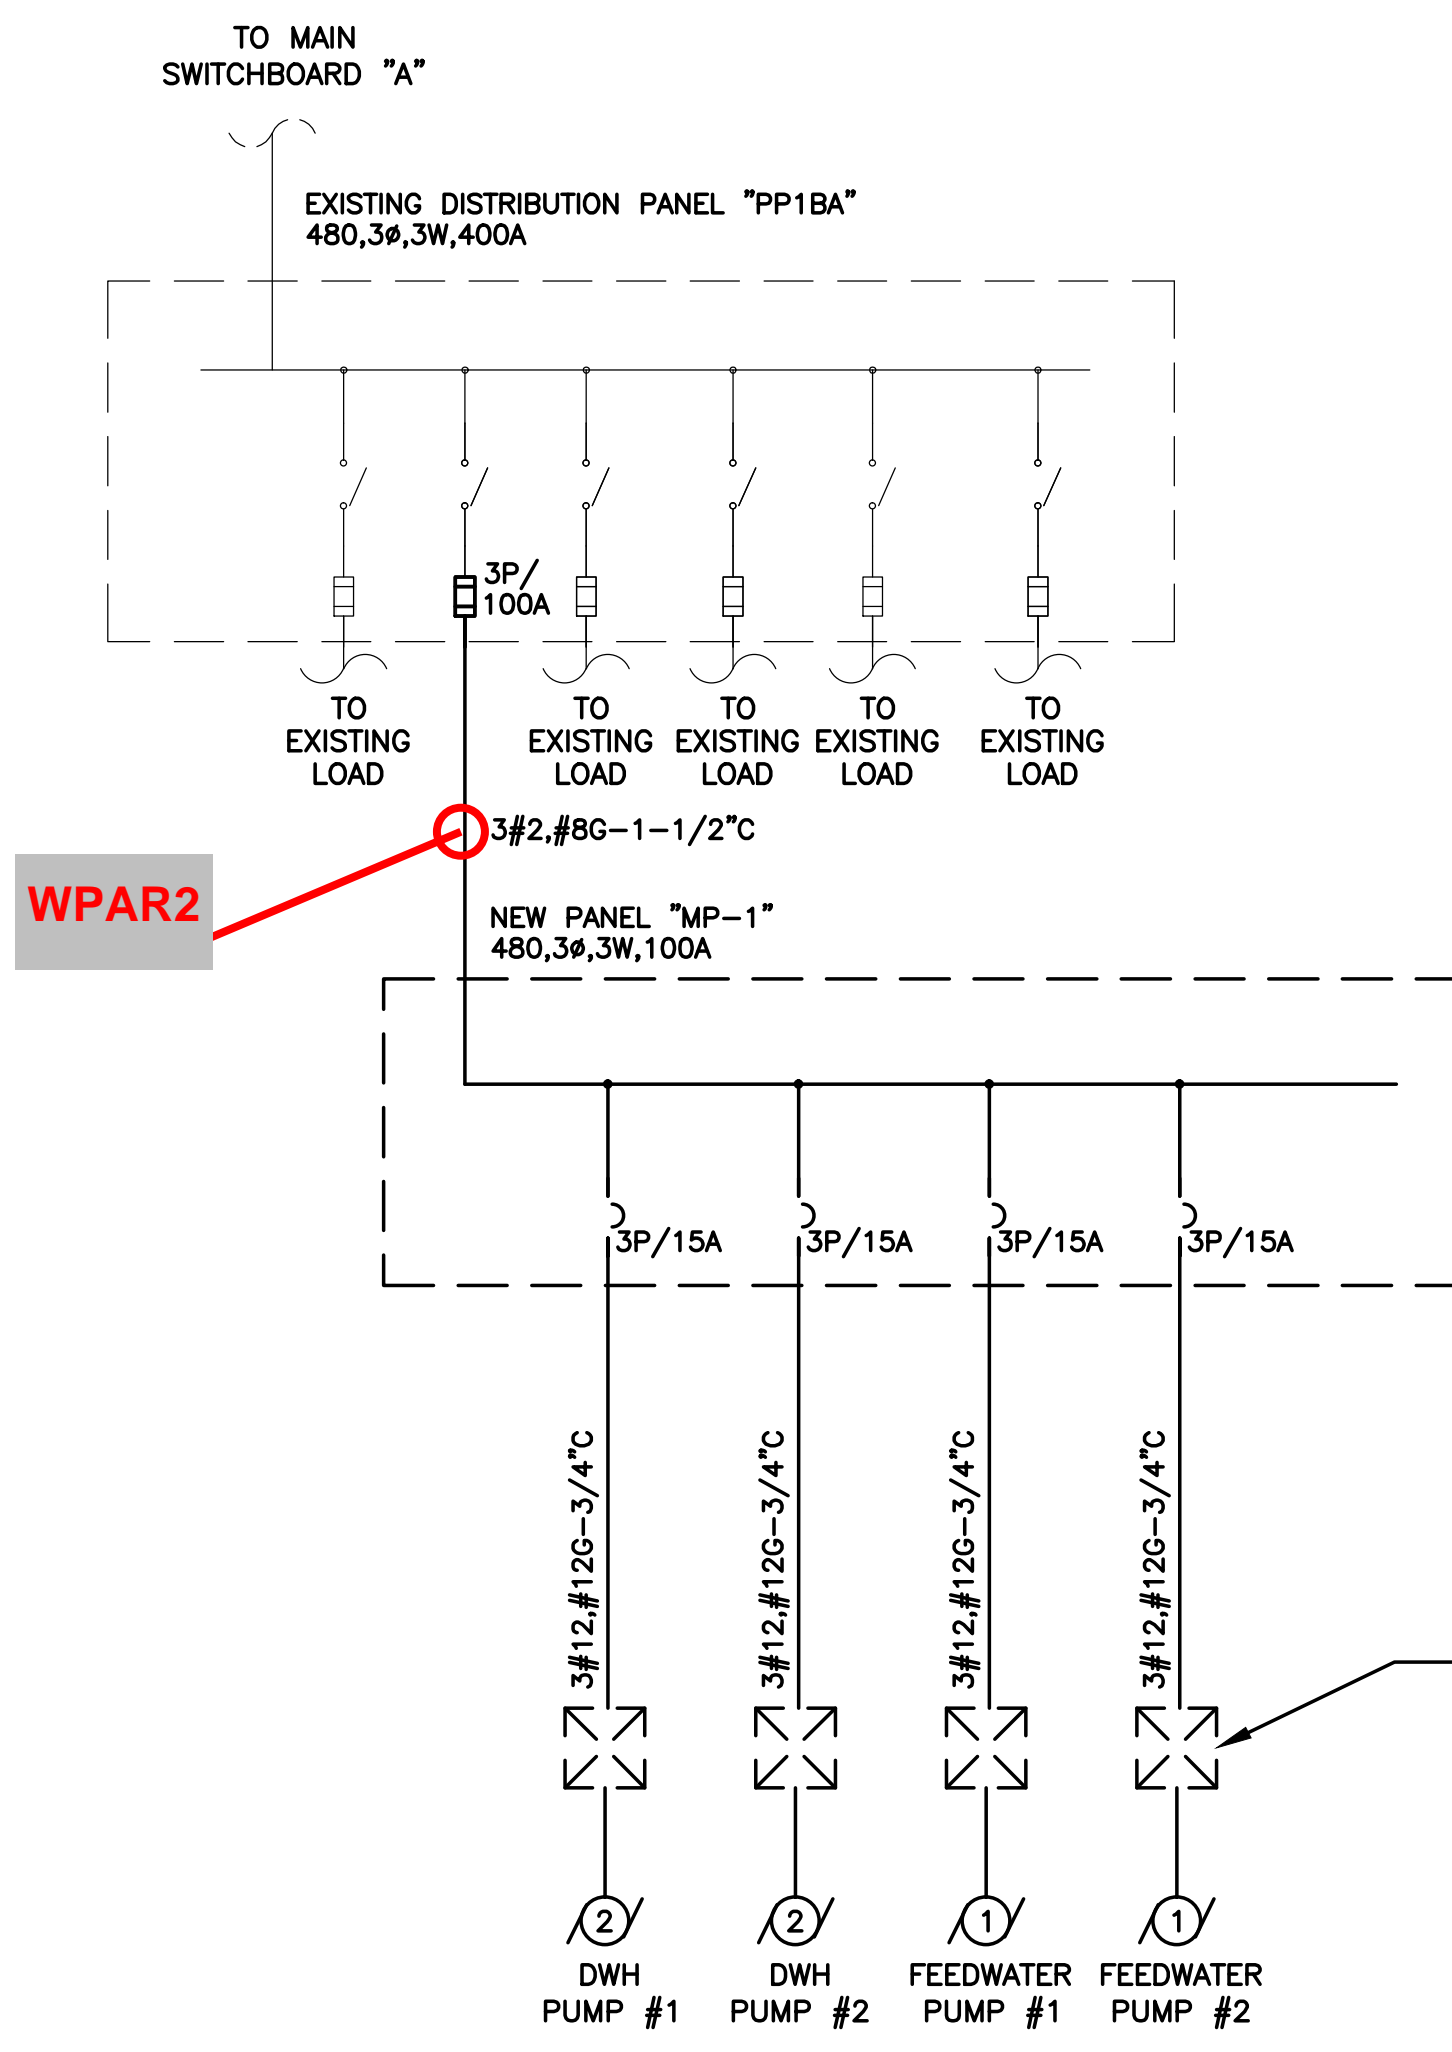 TO MAIN
SWITCHBOARD "A"
EXISTING DISTRIBUTION PANEL "PP1BA"
480,3ø,3W,400A
3P/
100A
TO
EXISTING
LOAD
TO
EXISTING
LOAD
TO
EXISTING
LOAD
TO
EXISTING
LOAD
TO
EXISTING
LOAD
3#2,#8G-1-1/2"C
WPAR2
NEW PANEL "MP-1"
480,3ø,3W,100A
3P/15A
3P/15A
3P/15A
3P/15A
3#12,#12G-3/4"C
3#12,#12G-3/4"C
3#12,#12G-3/4"C
3#12,#12G-3/4"C
2
2
1
1
DWH
PUMP #1
DWH
PUMP #2
FEEDWATER
PUMP #1
FEEDWATER
PUMP #2